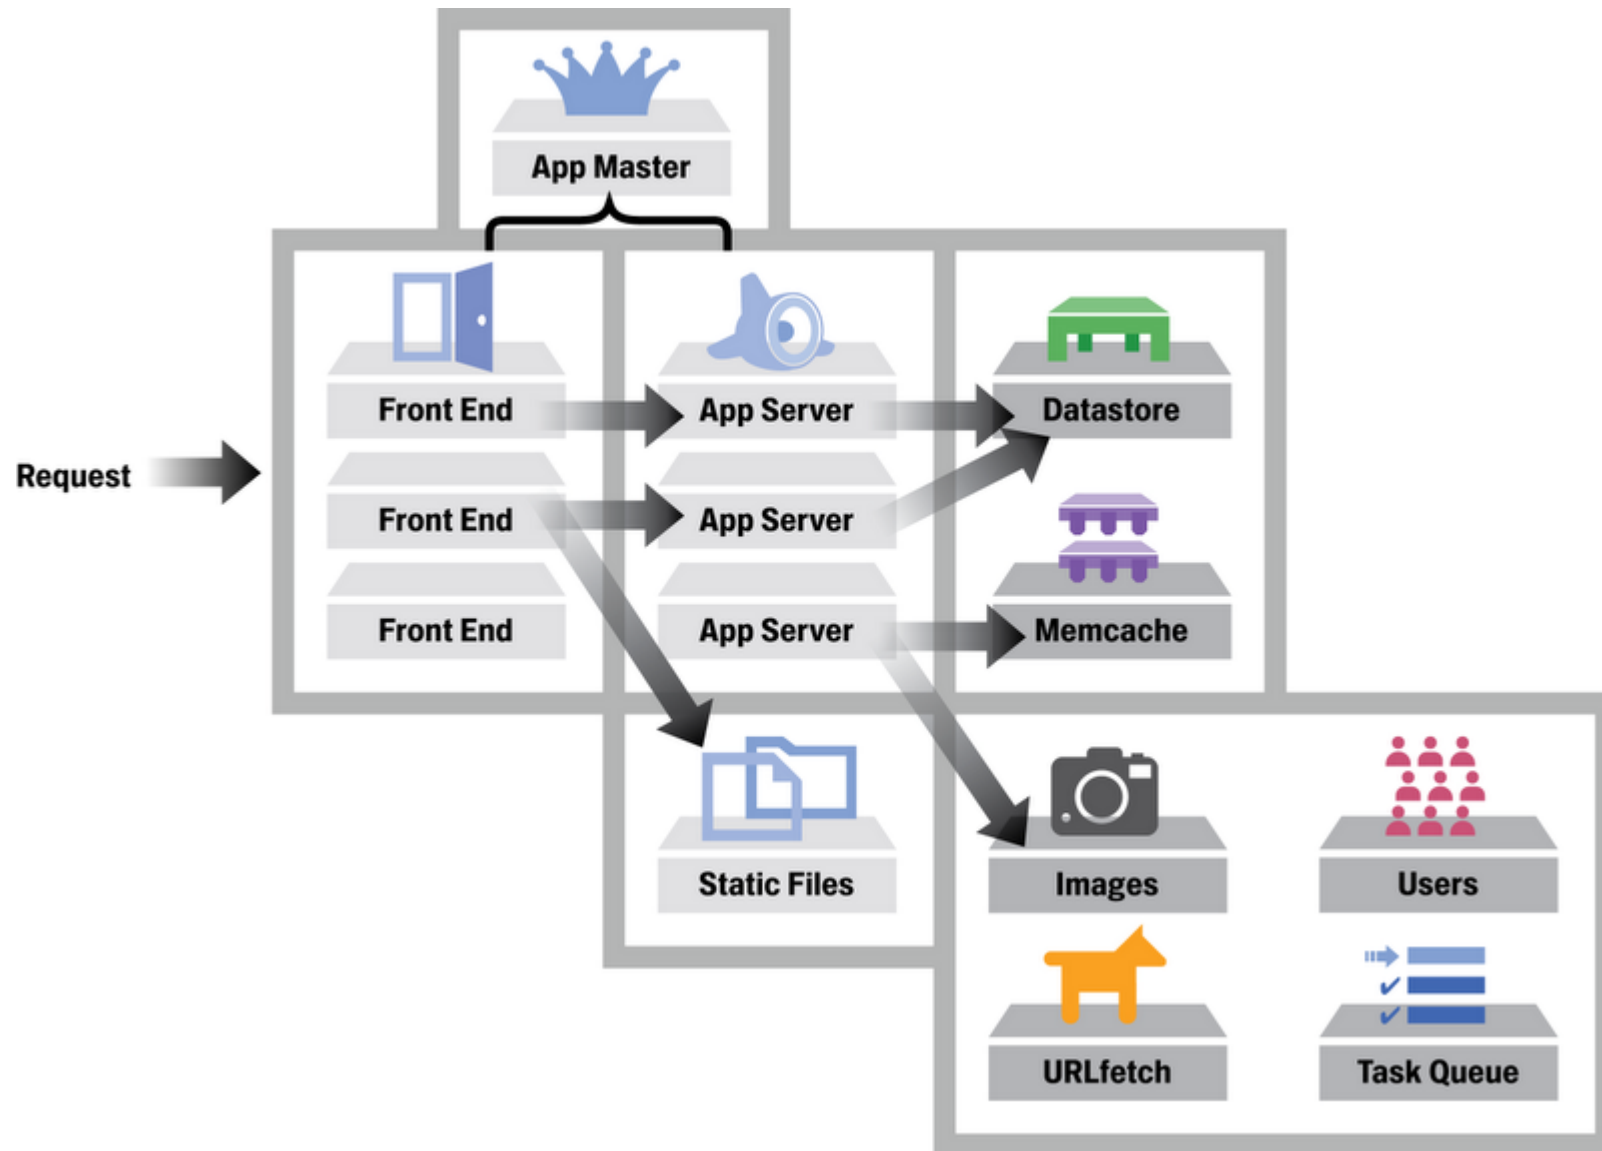 App Master
Front End
App Server
Datastore
Request
Front End
App Server
Front End
App Server
Memcache
Static Files
Images
Users
URLfetch
Task Queue